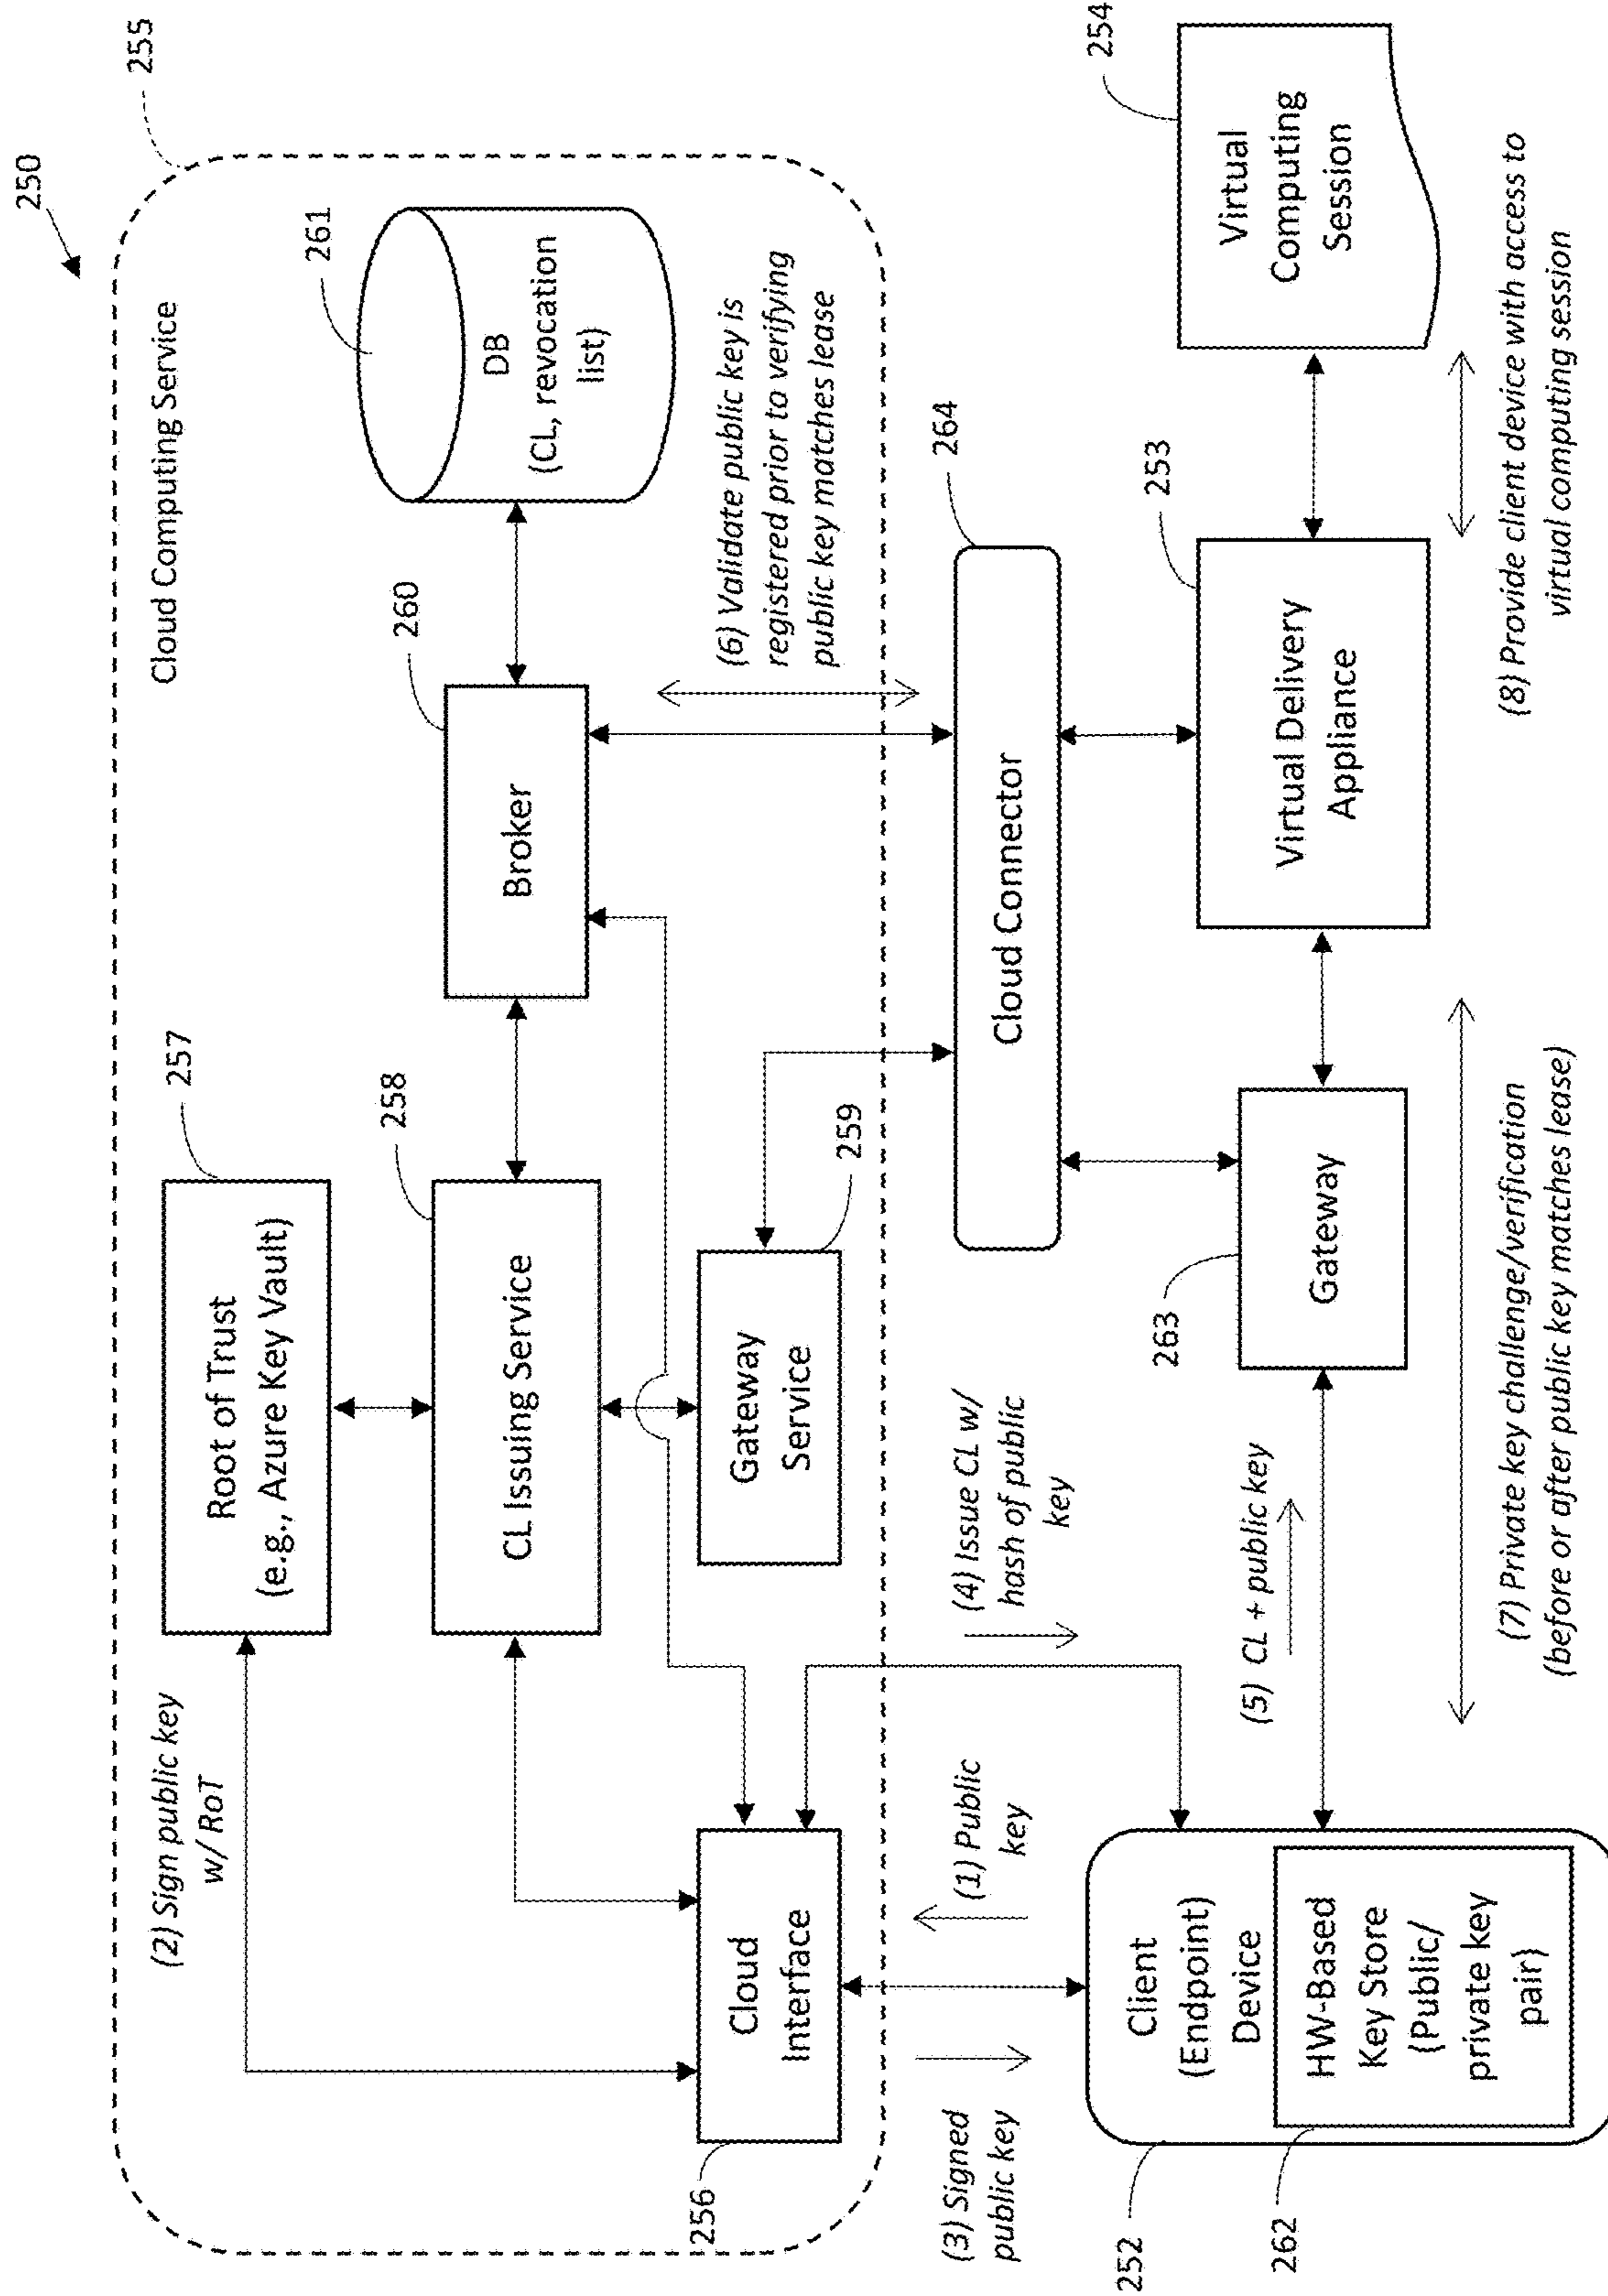 250
255
Cloud Computing Service
(2) Sign public key
w/ RoT
257
Root of Trust
(e.g., Azure Key Vault)
258
CL Issuing Service
260
Broker
261
DB
(CL, revocation
list)
256
Cloud
Interface
Gateway
Service
259
(6) Validate public key is
registered prior to verifying
public key matches lease
(3) Signed
public key
(1) Public
key
(4) Issue CL w/
hash of public
key
264
Cloud Connector
252
Client
(Endpoint)
Device
262
HW-Based
Key Store
(Public/
private key
pair)
(5) CL + public key
263
Gateway
253
Virtual Delivery
Appliance
254
Virtual
Computing
Session
(7) Private key challenge/verification
(before or after public key matches lease)
(8) Provide client device with access to
virtual computing session